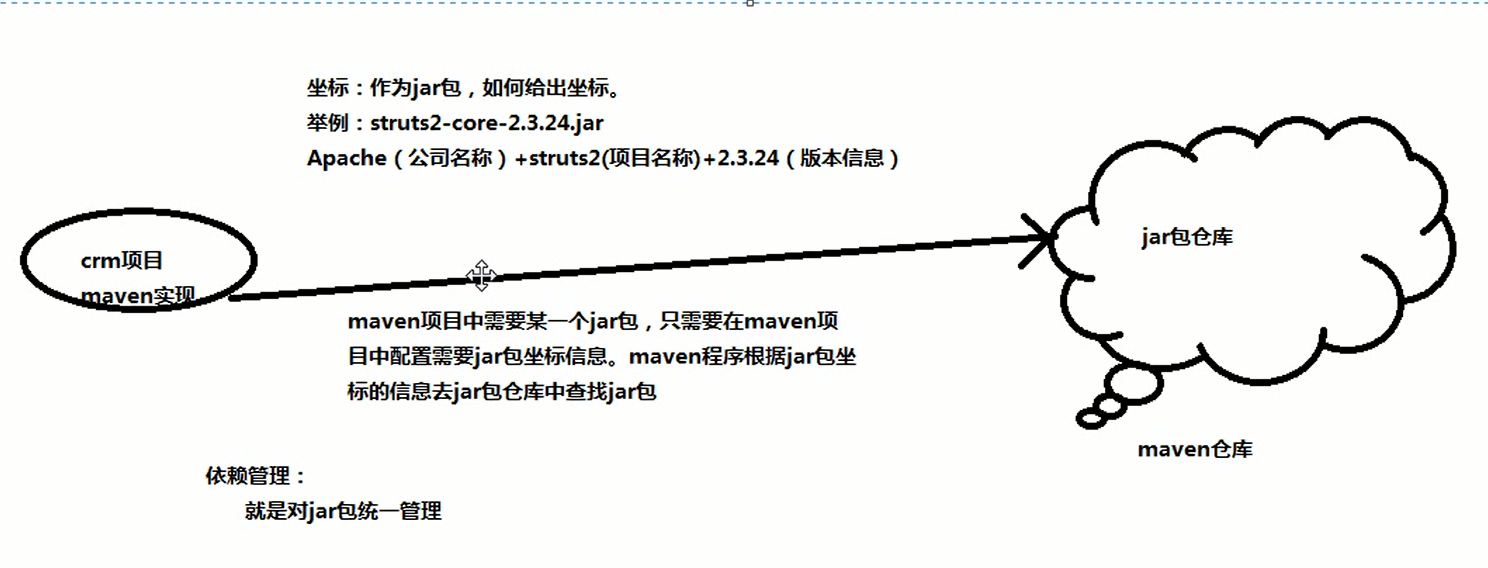 坐标：作为jar包，如何给出坐标。
举例：struts2-core-2.3.24.jar
Apache（公司名称）+struts2(项目名称)+2.3.24（版本信息）
crm项目
maven实现
jar包仓库
maven项目中需要某一个jar包，只需要在maven项
目中配置需要jar包坐标信息。maven程序根据jar包坐
标的信息去jar包仓库中查找jar包
maven仓库
依赖管理：
就是对jar包统一管理